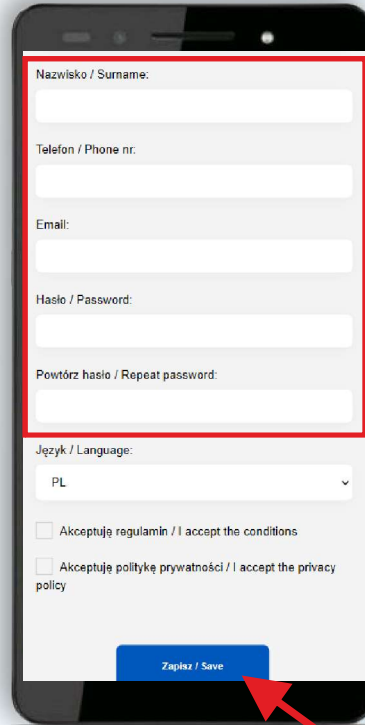 Nazwisko / Surname:
Telefon / Phone nr:
Email:
Hasło / Password:
Powtórz hasło / Repeat password:
Język / Language:
PL
Akceptuję regulamin / I accept the conditions
Akceptuję politykę prywatności / I accept the privacy
policy
Zapisz / Save